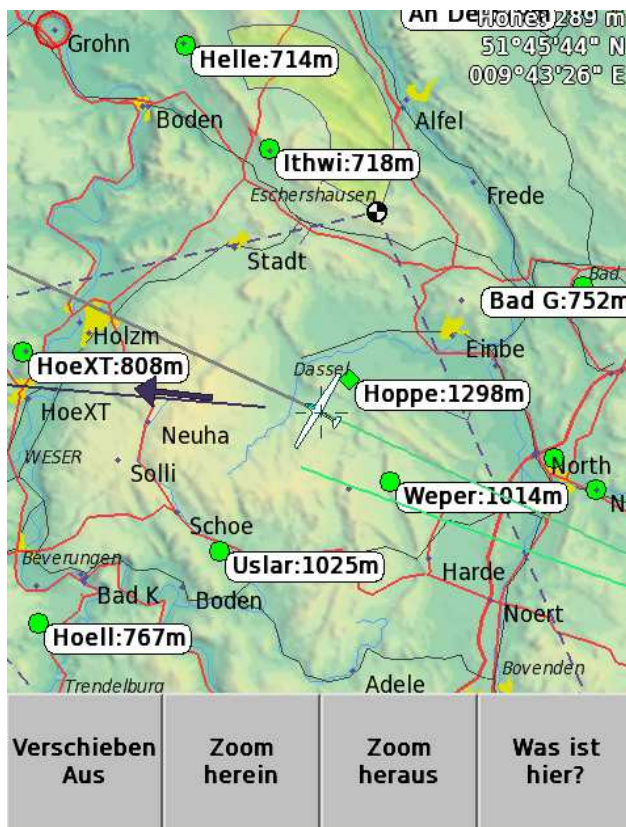 Höhe: 289 m
51°45'44" N
009°43'26" E
Grohn
Helle:714m
Boden
Alfel
Ithwi:718m
Eschershausen
Frede
Stadt
Bad
Bad G:752m
Holzm
Einbe
HoeXT:808m
Dassel
Hoppe:1298m
HoeXT
Neuha
WESER
Solli
North
Weper:1014m
N
Schoe
Beverungen
Uslar:1025m
Harde
Bad K
Boden
Noert
Hoell:767m
Bovenden
Trendelburg
Adele
Verschieben
Aus
Zoom
herein
Zoom
heraus
Was ist
hier?